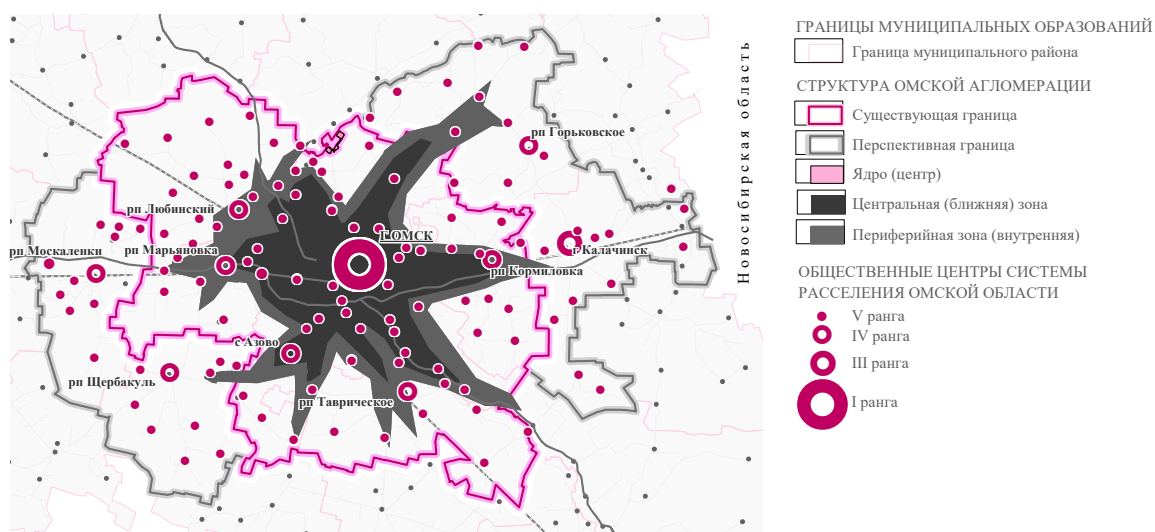 рп Горьковское
рп Любинский
Г.ОМСК
рп Москаленки
рп Марьяновка
г Калачинск
рп Кормиловка
с Азово
рп Щербакуль
рп Таврическое
Новосибирская область
ГРАНИЦЫ МУНИЦИПАЛЬНЫХ ОБРАЗОВАНИЙ
Граница муниципального района
СТРУКТУРА ОМСКОЙ АГЛОМЕРАЦИИ
Существующая граница
Перспективная граница
Ядро (центр)
Центральная (ближняя) зона
Периферийная зона (внутренняя)
ОБЩЕСТВЕННЫЕ ЦЕНТРЫ СИСТЕМЫ
РАССЕЛЕНИЯ ОМСКОЙ ОБЛАСТИ
V ранга
IV ранга
III ранга
I ранга